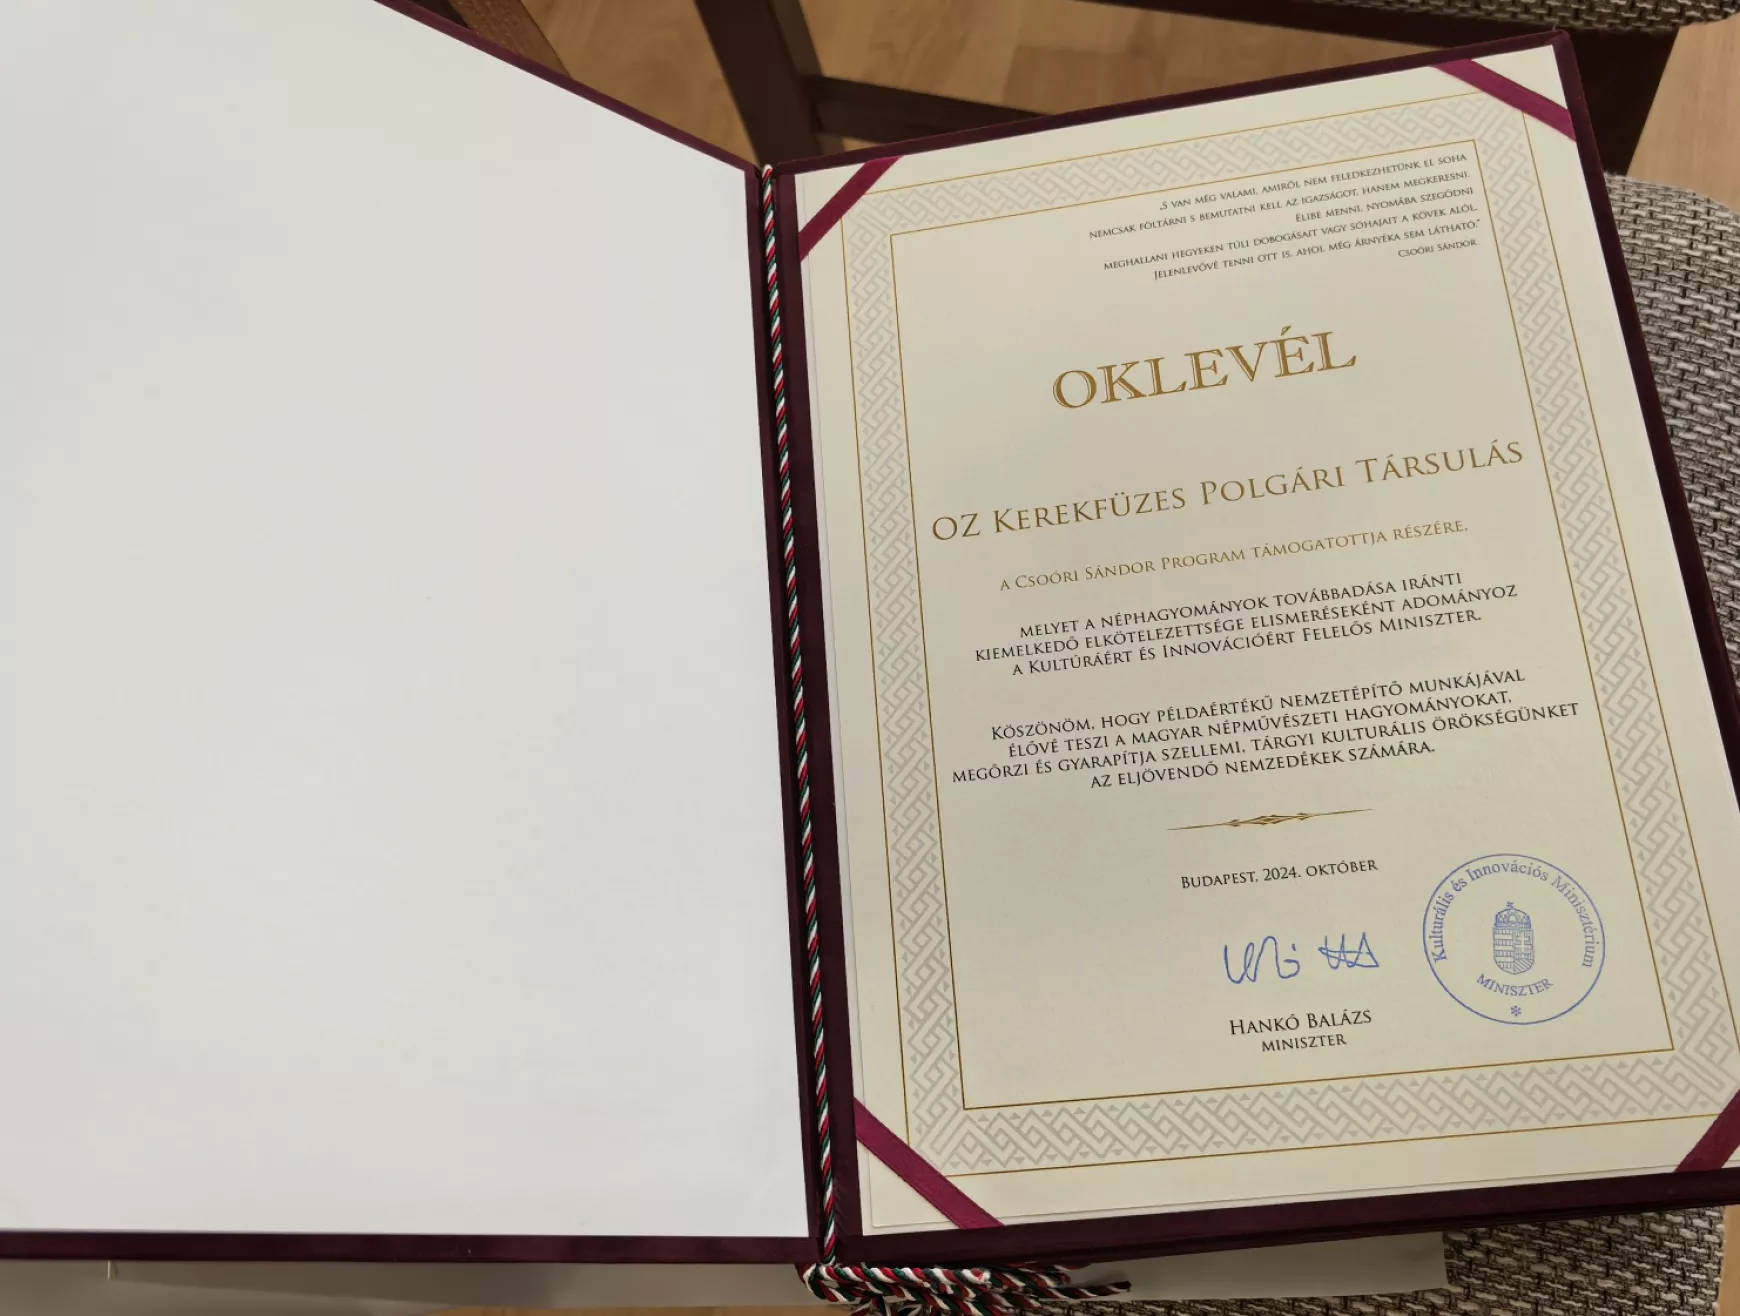 „S VAN MÉG VALAMI, AMIRŐL NEM FELEDKEZHETÜNK EL SOHA
NEMCSAK FÖLTÁRNI S BEMUTATNI KELL AZ IGAZSÁGOT, HANEM MEGKERESNI.
ELIBE MENNI, NYOMÁBA SZEGŐDNI
MEGHALLANI HEGYEKEN TÚLI DOBOGÁSAIT VAGY SÓHAJAIT A KÖVEK ALÓL.
JELENLEVŐVÉ TENNI OTT IS, AHOL MÉG ÁRNYÉKA SEM LÁTHATÓ.”
CSOÓRI SÁNDOR
OKLEVÉL
OZ KEREKFÜZES POLGÁRI TÁRSULÁS
A CSOÓRI SÁNDOR PROGRAM TÁMOGATOTTJA RÉSZÉRE,
MELYET A NÉPHAGYOMÁNYOK TOVÁBBADÁSA IRÁNTI
KIEMELKEDŐ ELKÖTELEZETTSÉGE ELISMERÉSEKÉNT ADOMÁNYOZ
A KULTÚRÁÉRT ÉS INNOVÁCIÓÉRT FELELŐS MINISZTER.
KÖSZÖNÖM, HOGY PÉLDAÉRTÉKŰ NEMZETÉPÍTŐ MUNKÁJÁVAL
ÉLŐVÉ TESZI A MAGYAR NÉPMŰVÉSZETI HAGYOMÁNYOKAT,
MEGŐRZI ÉS GYARAPÍTJA SZELLEMI, TÁRGYI KULTURÁLIS ÖRÖKSÉGÜNKET
AZ ELJÖVENDŐ NEMZEDÉKEK SZÁMÁRA.
BUDAPEST, 2024. OKTÓBER
Kulturális és Innovációs Minisztérium
MINISZTER
HANKÓ BALÁZS
MINISZTER